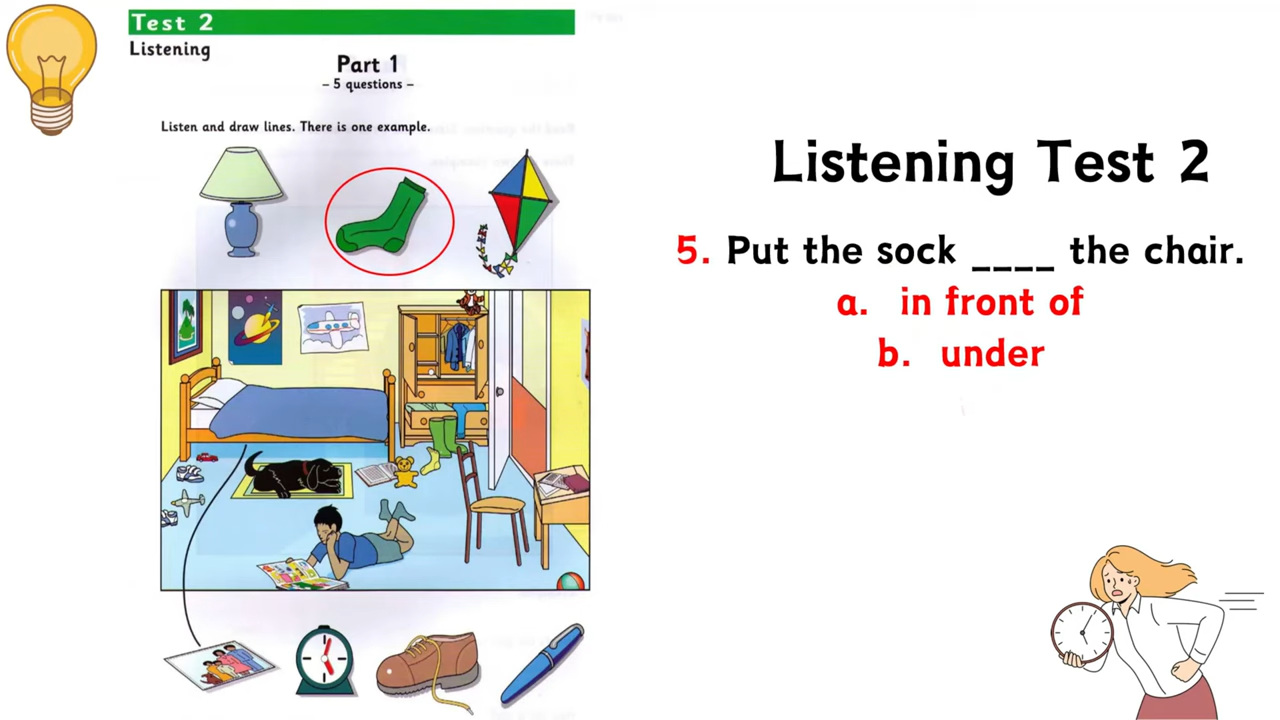 Test 2
Listening
Part 1
– 5 questions –
Listen and draw lines. There is one example.
Listening Test 2
5. Put the sock ____ the chair.
a. in front of
b. under